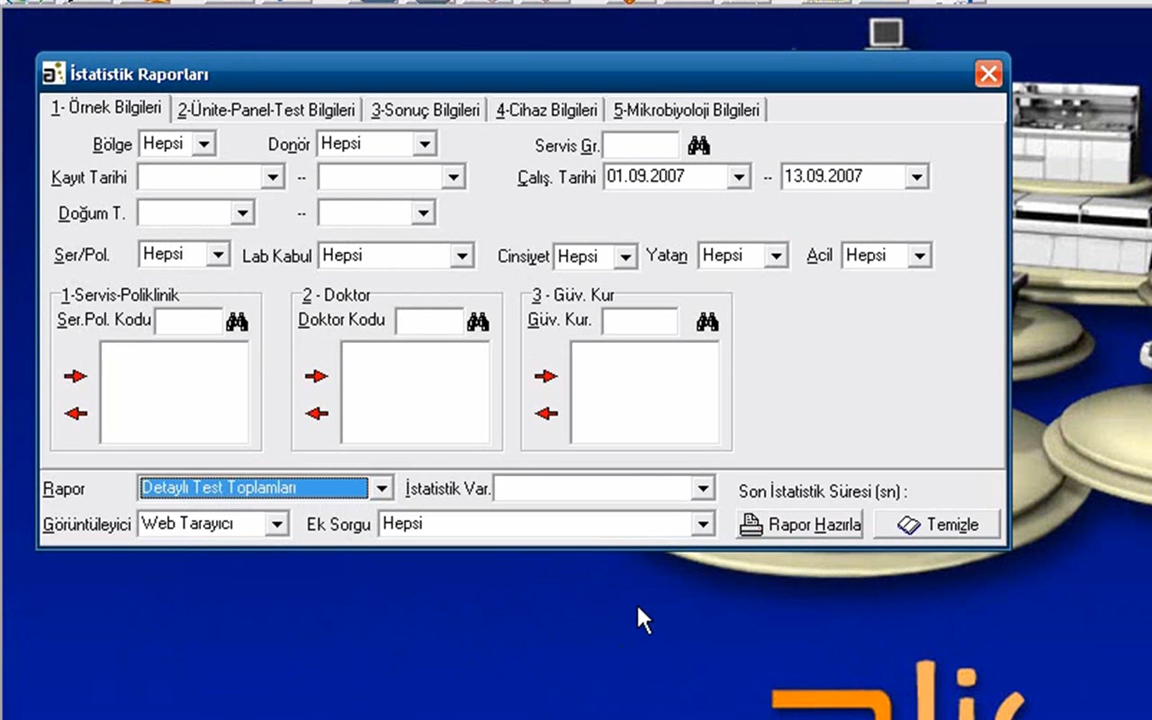 İstatistik Raporları
1- Örnek Bilgileri 2-Ünite-Panel-Test Bilgileri 3-Sonuç Bilgileri 4-Cihaz Bilgileri 5-Mikrobiyoloji Bilgileri
Bölge Hepsi Donör Hepsi Servis Gr.
Kayıt Tarihi -- Çalış. Tarihi 01.09.2007 -- 13.09.2007
Doğum T. --
Ser/Pol. Hepsi Lab Kabul Hepsi Cinsiyet Hepsi Yatan Hepsi Acil Hepsi
1-Servis-Poliklinik 2 - Doktor 3 - Güv. Kur
Ser.Pol. Kodu Doktor Kodu Güv. Kur.
Rapor Detaylı Test Toplamları İstatistik Var. Son İstatistik Süresi (sn) :
Görüntüleyici Web Tarayıcı Ek Sorgu Hepsi Rapor Hazırla Temizle